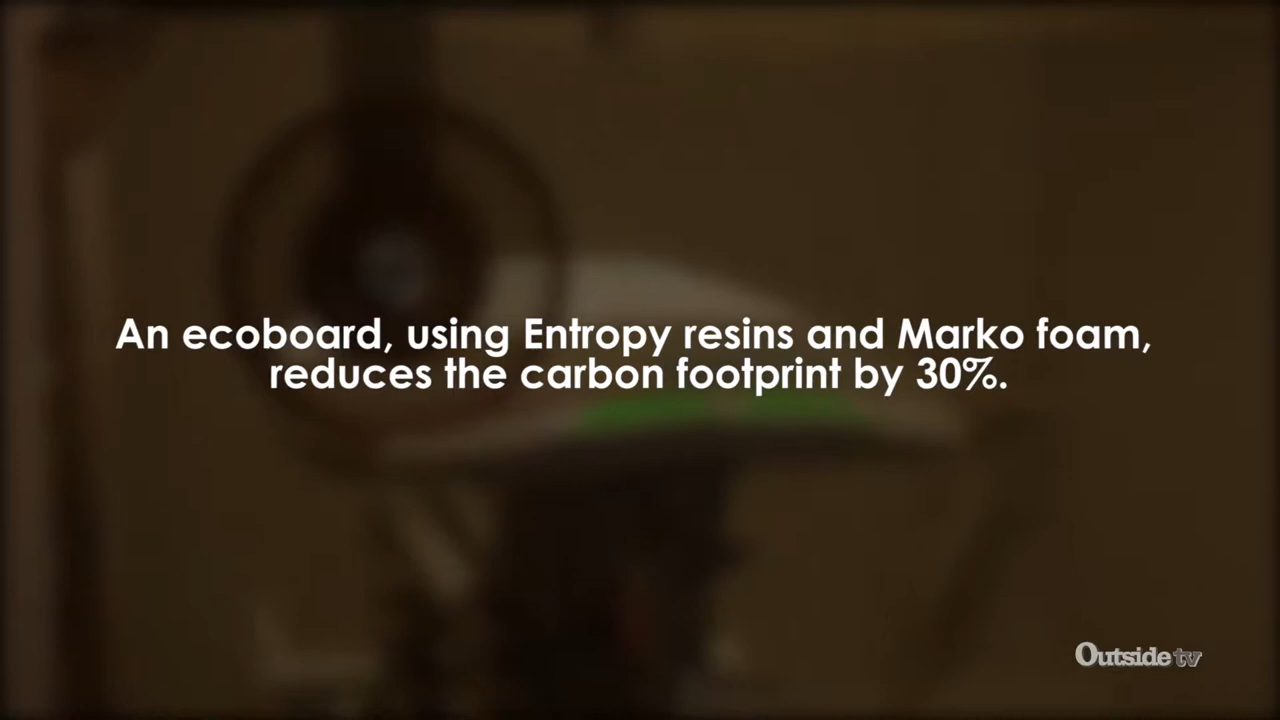 An ecoboard, using Entropy resins and Marko foam,
reduces the carbon footprint by 30%.
Outside tv